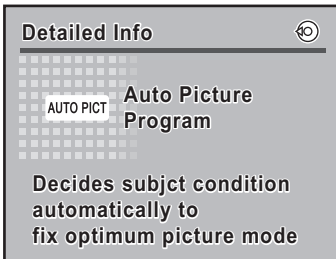 Detailed Info
AUTO PICT
Auto Picture
Program
Decides subjct condition
automatically to
fix optimum picture mode